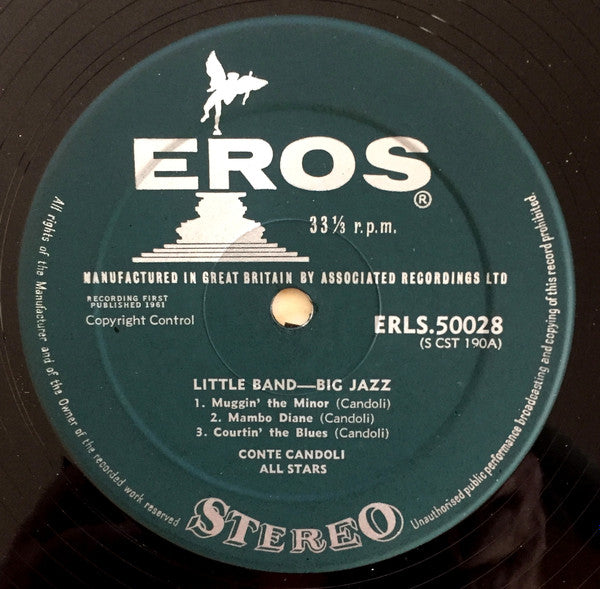 EROS
®
33⅓ r.p.m.
MANUFACTURED IN GREAT BRITAIN BY ASSOCIATED RECORDINGS LTD
RECORDING FIRST
PUBLISHED 1961
Copyright Control
ERLS.50028
(S CST 190A)
LITTLE BAND—BIG JAZZ
1. Muggin' the Minor (Candoli)
2. Mambo Diane (Candoli)
3. Courtin' the Blues (Candoli)
CONTE CANDOLI
ALL STARS
STEREO
All rights of the Manufacturer and of the Owner of the recorded work reserved
Unauthorised public performance broadcasting and copying of this record prohibited.